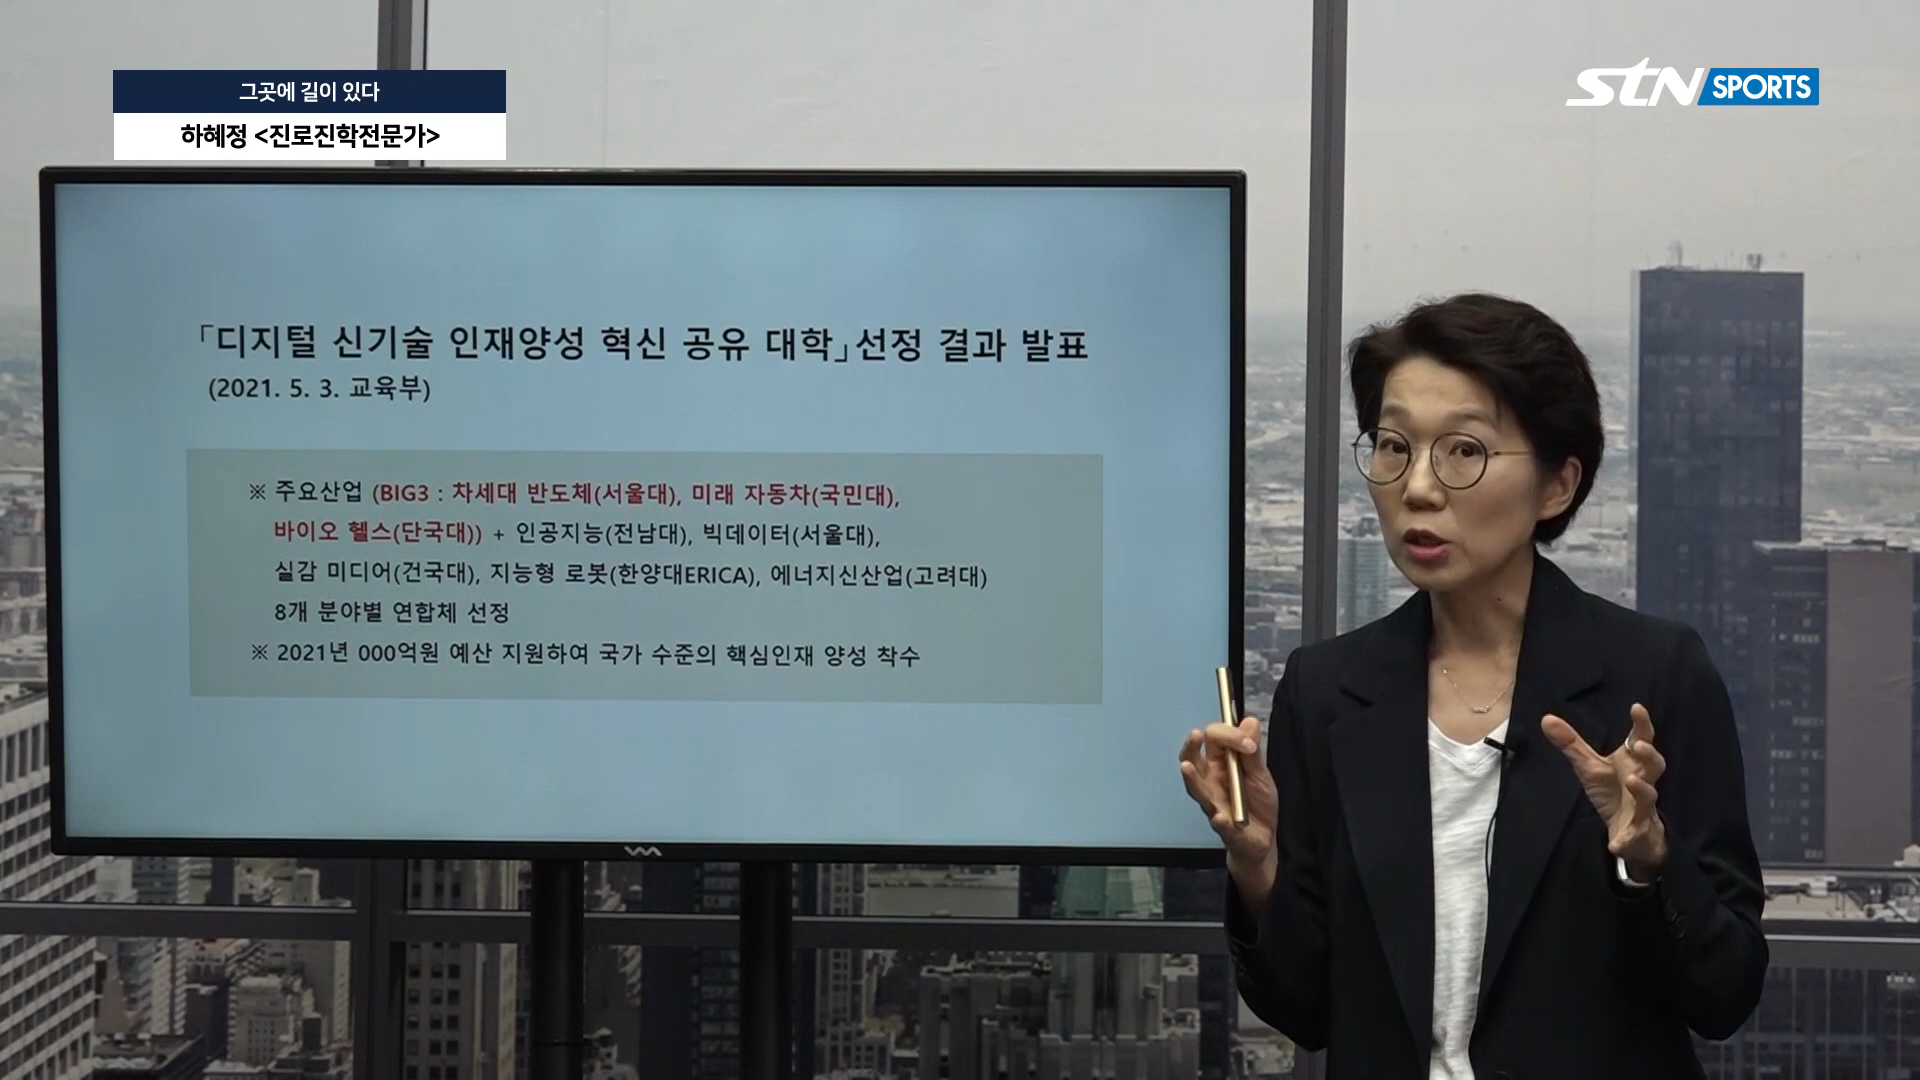 그곳에 길이 있다
하혜정 <진로진학전문가>
STN SPORTS
「디지털 신기술 인재양성 혁신 공유 대학」선정 결과 발표
(2021. 5. 3. 교육부)
※ 주요산업 (BIG3 : 차세대 반도체(서울대), 미래 자동차(국민대),
바이오 헬스(단국대)) + 인공지능(전남대), 빅데이터(서울대),
실감 미디어(건국대), 지능형 로봇(한양대ERICA), 에너지신산업(고려대)
8개 분야별 연합체 선정
※ 2021년 000억원 예산 지원하여 국가 수준의 핵심인재 양성 착수